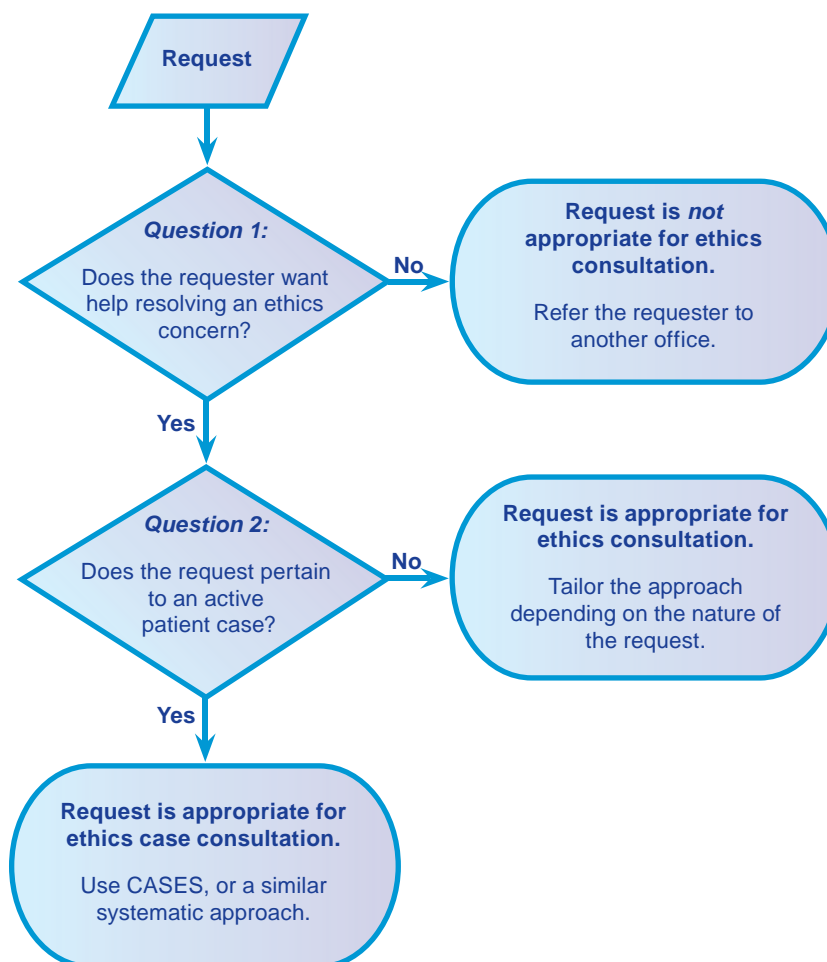 Request
Question 1:
Does the requester want
help resolving an ethics
concern?
No
Request is not
appropriate for ethics
consultation.
Refer the requester to
another office.
Yes
Question 2:
Does the request pertain
to an active
patient case?
No
Request is appropriate for
ethics consultation.
Tailor the approach
depending on the nature of
the request.
Yes
Request is appropriate for
ethics case consultation.
Use CASES, or a similar
systematic approach.